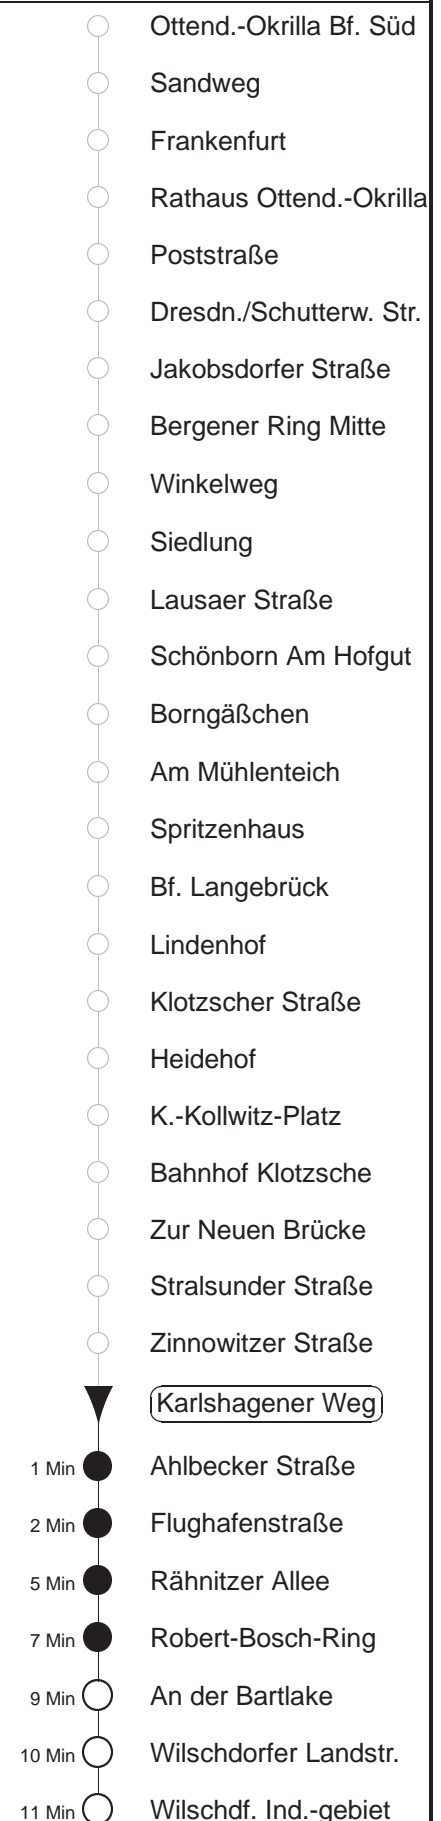 Ottend.-Okrilla Bf. Süd
Sandweg
Frankenfurt
Rathaus Ottend.-Okrilla
Poststraße
Dresdn./Schutterw. Str.
Jakobsdorfer Straße
Bergener Ring Mitte
Winkelweg
Siedlung
Lausaer Straße
Schönborn Am Hofgut
Borngäßchen
Am Mühlenteich
Spritzenhaus
Bf. Langebrück
Lindenhof
Klotzscher Straße
Heidehof
K.-Kollwitz-Platz
Bahnhof Klotzsche
Zur Neuen Brücke
Stralsunder Straße
Zinnowitzer Straße
Karlshagener Weg
1 Min Ahlbecker Straße
2 Min Flughafenstraße
5 Min Rähnitzer Allee
7 Min Robert-Bosch-Ring
9 Min An der Bartlake
10 Min Wilschdorfer Landstr.
11 Min Wilschdf. Ind.-gebiet